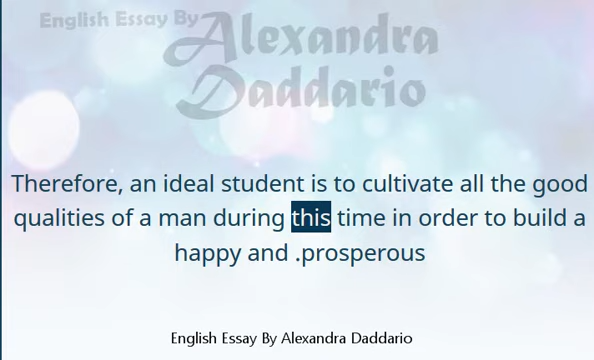 English Essay By
Alexandra
Daddario
Therefore, an ideal student is to cultivate all the good
qualities of a man during this time in order to build a
happy and .prosperous
English Essay By Alexandra Daddario